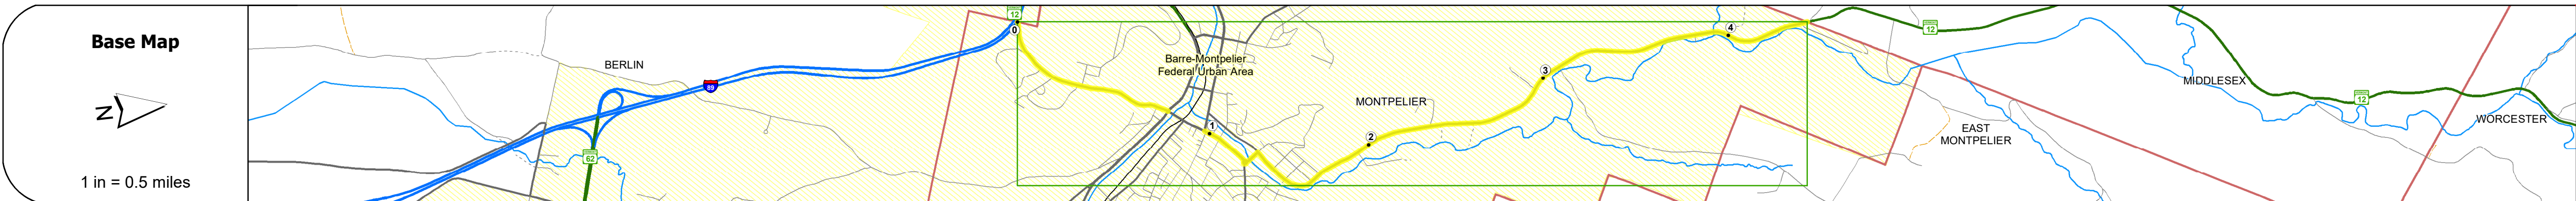 Base Map
N
1 in = 0.5 miles
BERLIN
89
62
12
0
Barre-Montpelier
Federal Urban Area
1
MONTPELIER
2
3
4
12
EAST
MONTPELIER
MIDDLESEX
12
WORCESTER